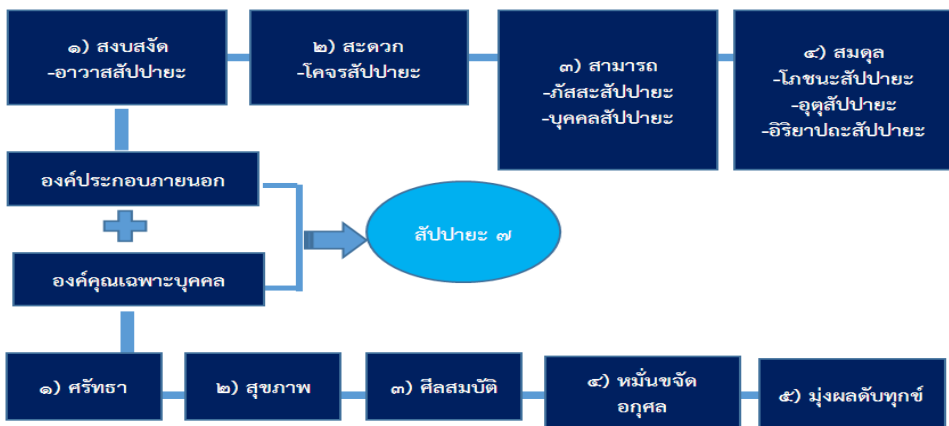 ๑) สงบสงัด
-อาวาสสัปปายะ
๒) สะดวก
-โคจรสัปปายะ
๓) สามารถ
-ภัสสะสัปปายะ
-บุคคลสัปปายะ
๔) สมดุล
-โภชนะสัปปายะ
-อุตุสัปปายะ
-อิริยาปถะสัปปายะ
องค์ประกอบภายนอก
สัปปายะ ๗
องค์คุณเฉพาะบุคคล
๑) ศรัทธา
๒) สุขภาพ
๓) ศีลสมบัติ
๔) หมั่นขจัด
อกุศล
๕) มุ่งผลดับทุกข์